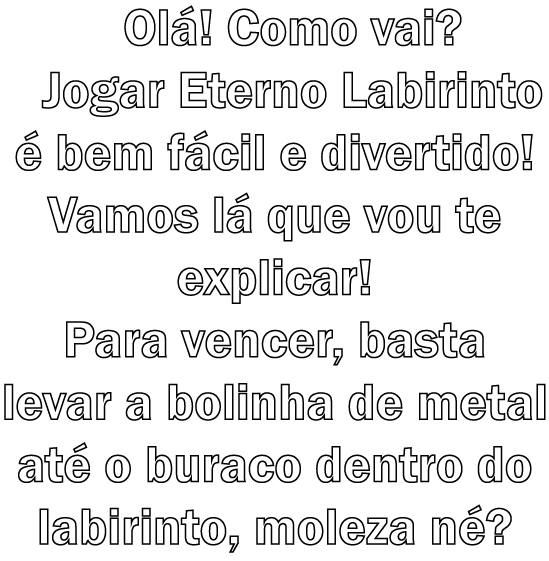 Olá! Como vai?
Jogar Eterno Labirinto
é bem fácil e divertido!
Vamos lá que vou te
explicar!
Para vencer, basta
levar a bolinha de metal
até o buraco dentro do
labirinto, moleza né?